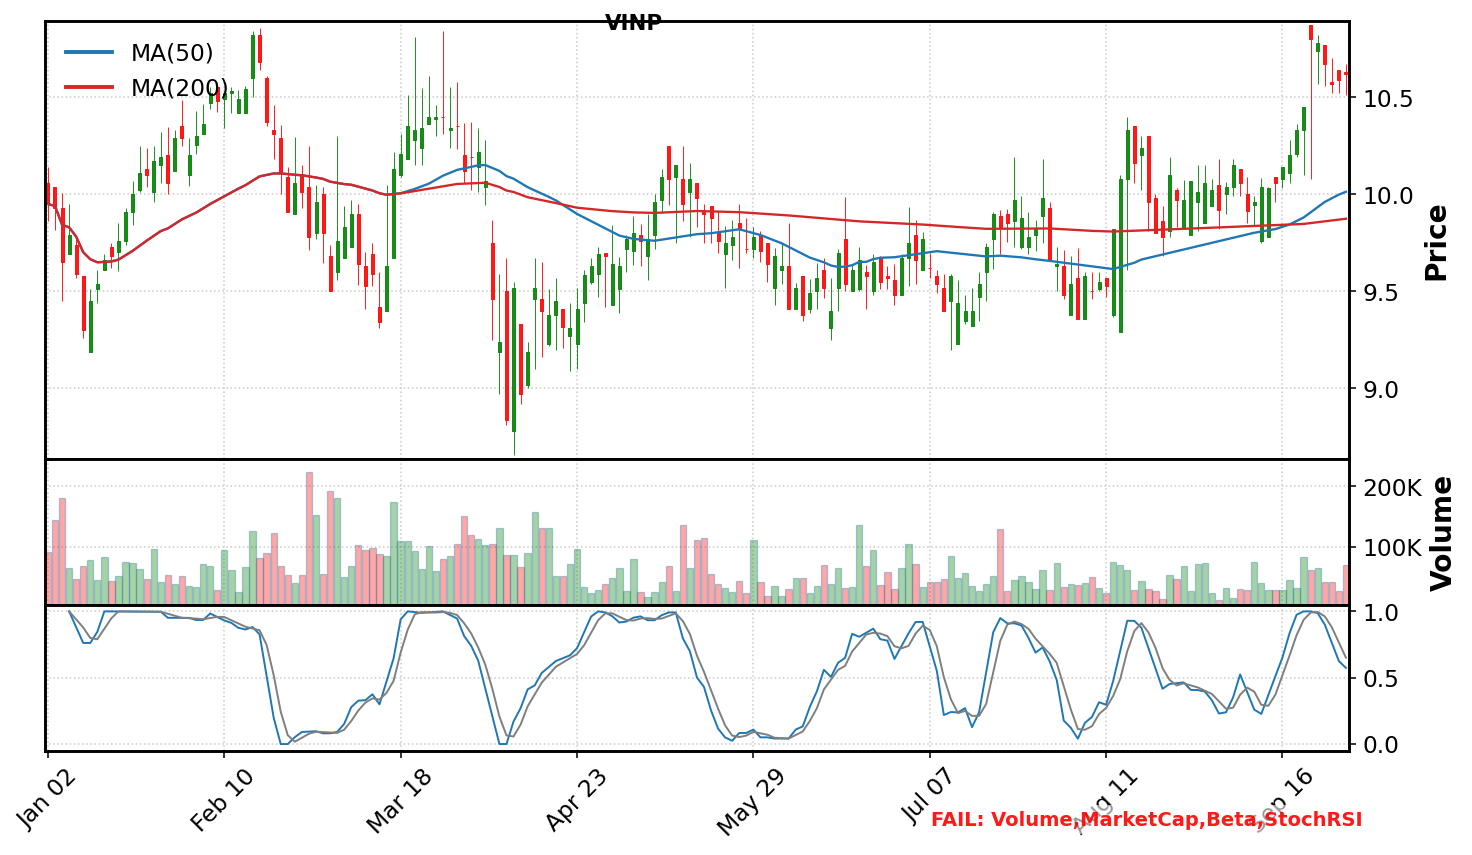 VINP
MA(50)
MA(200)
10.5
10.0
9.5
9.0
Price
200K
100K
Volume
1.0
0.5
0.0
Jan 02
Feb 10
Mar 18
Apr 23
May 29
Jul 07
Aug 11
Sep 16
FAIL: Volume,MarketCap,Beta,StochRSI